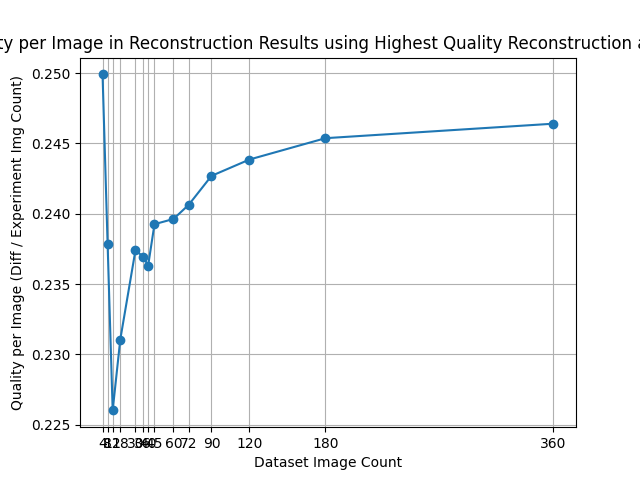 ty per Image in Reconstruction Results using Highest Quality Reconstruction a
0.250
0.245
0.240
0.235
0.230
0.225
Quality per Image (Diff / Experiment Img Count)
60 72 90 120 180 360
Dataset Image Count